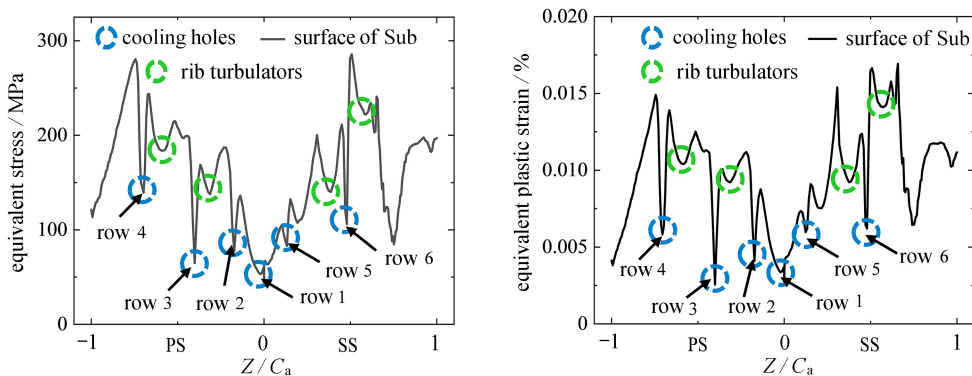 300
200
100
0
equivalent stress / MPa
cooling holes
surface of Sub
rib turbulators
row 4
row 3
row 2
row 1
row 5
row 6
−1
PS
0
SS
1
Z / Ca
0.020
0.015
0.010
0.005
0.000
equivalent plastic strain / %
cooling holes
surface of Sub
rib turbulators
row 4
row 3
row 2
row 1
row 5
row 6
−1
PS
0
SS
1
Z / Ca